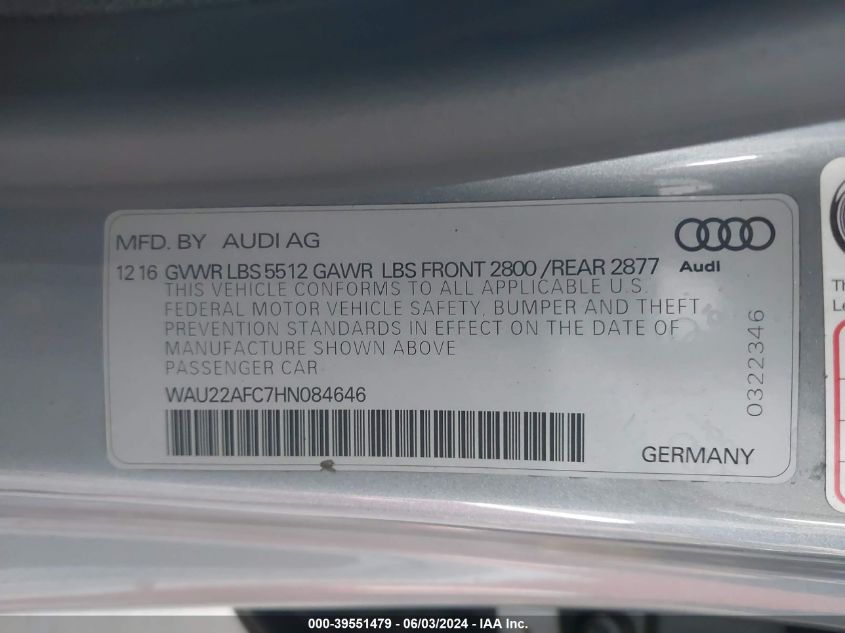 MFD. BY AUDI AG
Audi
12 16 GVWR LBS 5512 GAWR LBS FRONT 2800 /REAR 2877
THIS VEHICLE CONFORMS TO ALL APPLICABLE U.S.
FEDERAL MOTOR VEHICLE SAFETY, BUMPER AND THEFT
PREVENTION STANDARDS IN EFFECT ON THE DATE OF
MANUFACTURE SHOWN ABOVE
PASSENGER CAR
WAU22AFC7HN084646
0322346
GERMANY
Th
Le
000-39551479 - 06/03/2024 - IAA Inc.